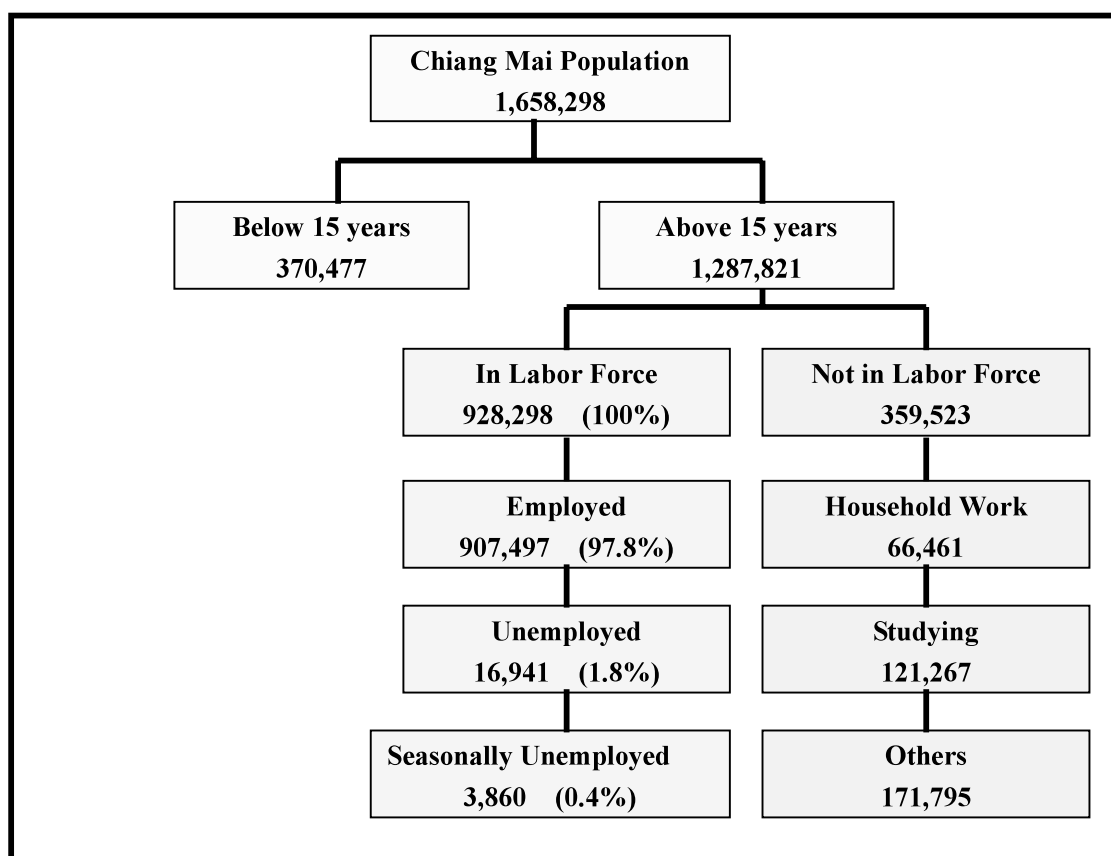 Chiang Mai Population
1,658,298
Below 15 years
370,477
Above 15 years
1,287,821
In Labor Force
928,298 (100%)
Not in Labor Force
359,523
Employed
907,497 (97.8%)
Household Work
66,461
Unemployed
16,941 (1.8%)
Studying
121,267
Seasonally Unemployed
3,860 (0.4%)
Others
171,795